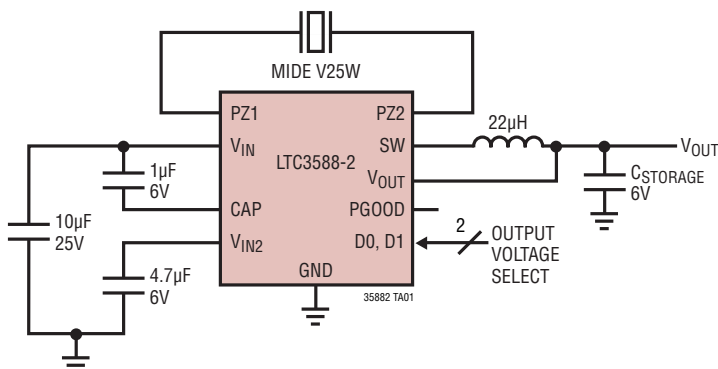 MIDE V25W
PZ1
PZ2
22µH
VIN
SW
VOUT
1µF
6V
LTC3588-2
VOUT
CSTORAGE
6V
CAP
PGOOD
10µF
25V
VIN2
D0, D1
2
OUTPUT
VOLTAGE
SELECT
4.7µF
6V
GND
35882 TA01